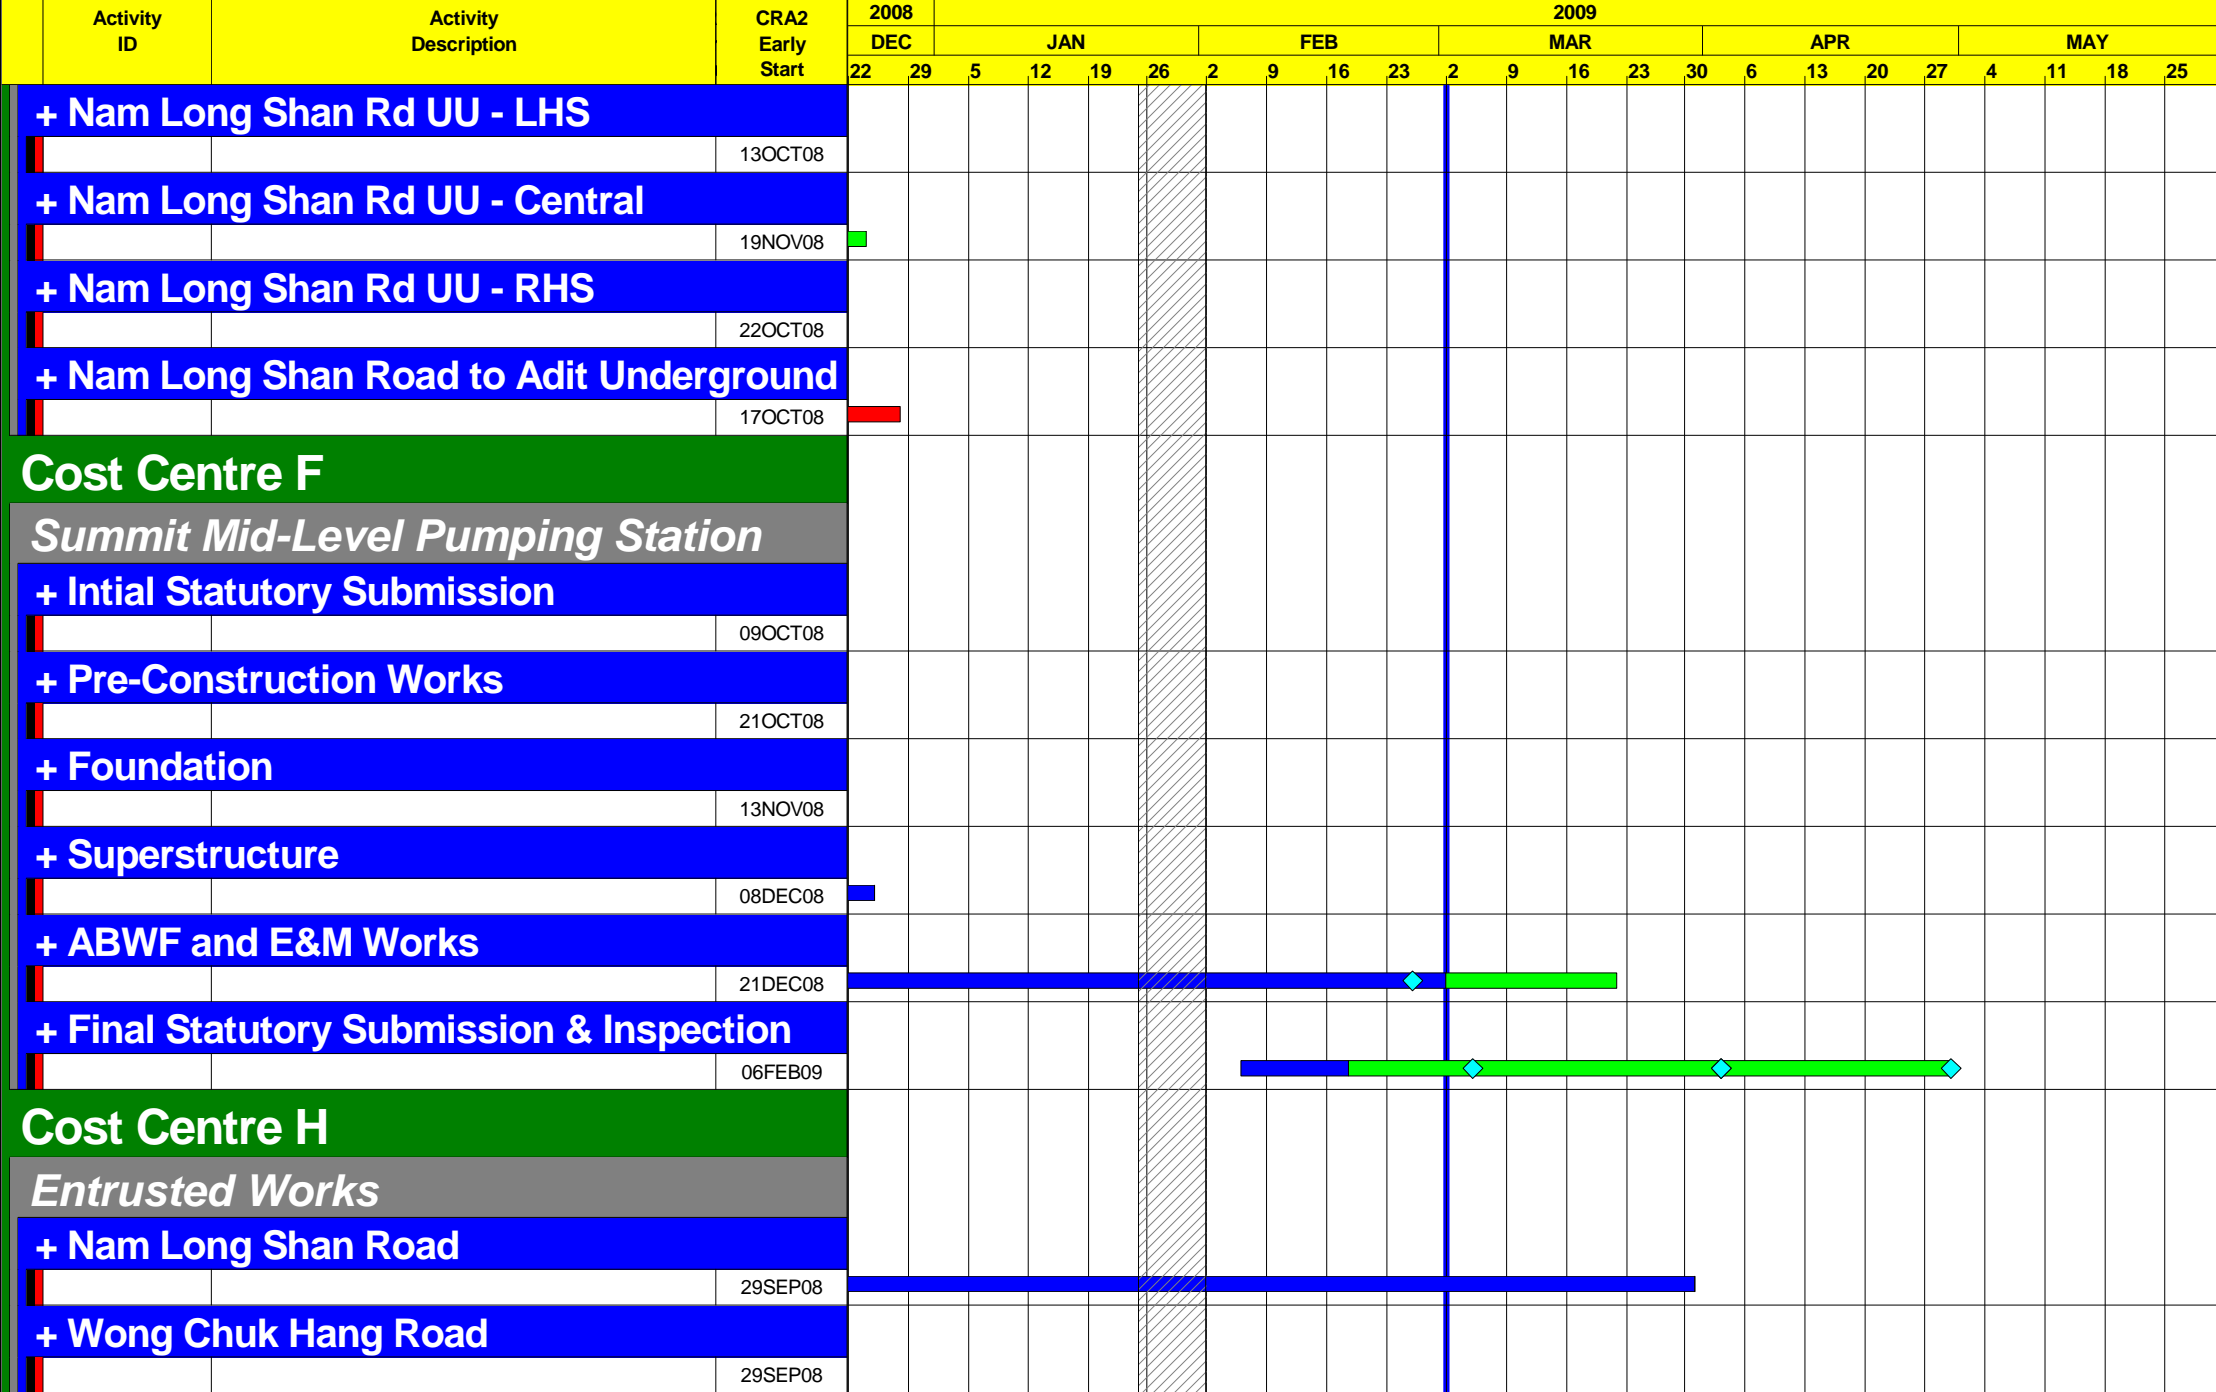 Activity ID
Activity Description
CRA2 Early Start
2008
2009
DEC
JAN
FEB
MAR
APR
MAY
22 29 5 12 19 26 2 9 16 23 2 9 16 23 30 6 13 20 27 4 11 18 25
+ Nam Long Shan Rd UU - LHS
13OCT08
+ Nam Long Shan Rd UU - Central
19NOV08
+ Nam Long Shan Rd UU - RHS
22OCT08
+ Nam Long Shan Road to Adit Underground
17OCT08
Cost Centre F
Summit Mid-Level Pumping Station
+ Intial Statutory Submission
09OCT08
+ Pre-Construction Works
21OCT08
+ Foundation
13NOV08
+ Superstructure
08DEC08
+ ABWF and E&M Works
21DEC08
+ Final Statutory Submission & Inspection
06FEB09
Cost Centre H
Entrusted Works
+ Nam Long Shan Road
29SEP08
+ Wong Chuk Hang Road
29SEP08